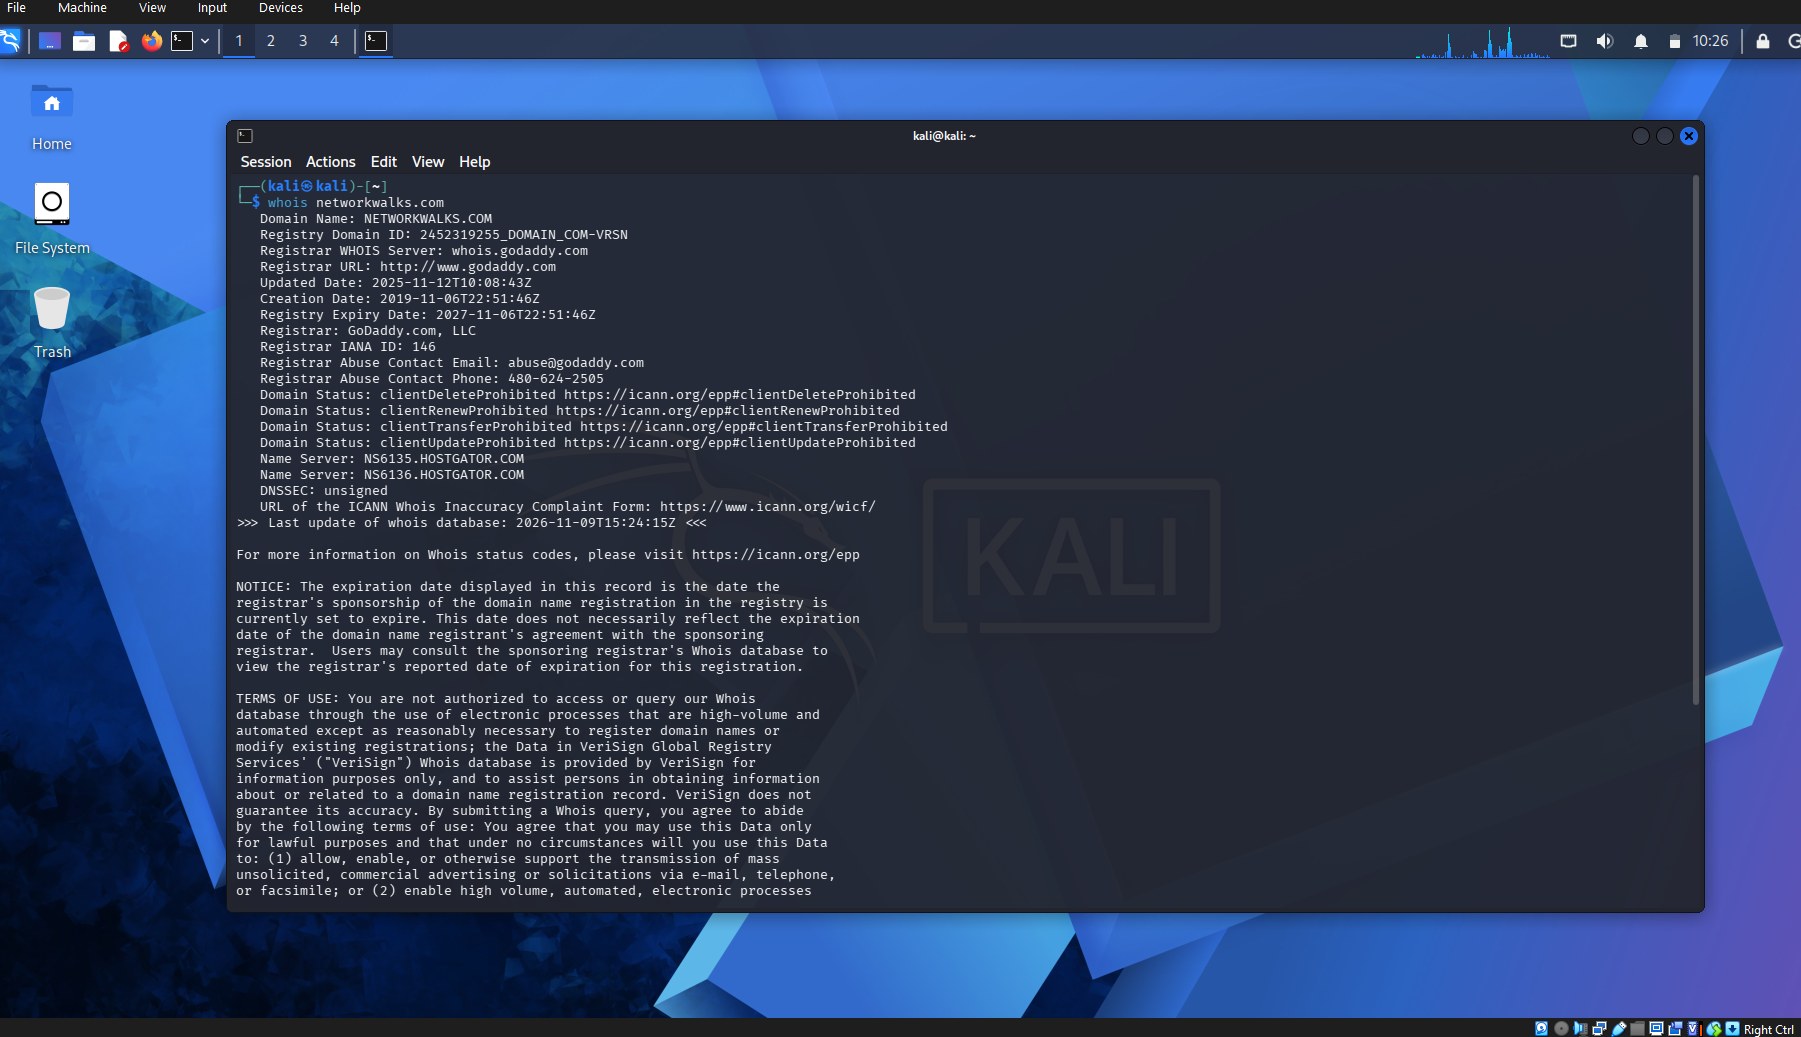 File Machine View Input Devices Help
1 2 3 4 10:26
Home
File System
Trash
kali@kali: ~
Session Actions Edit View Help
┌──(kali㉿kali)-[~]
└─$ whois networkwalks.com
Domain Name: NETWORKWALKS.COM
Registry Domain ID: 2452319255_DOMAIN_COM-VRSN
Registrar WHOIS Server: whois.godaddy.com
Registrar URL: http://www.godaddy.com
Updated Date: 2025-11-12T10:08:43Z
Creation Date: 2019-11-06T22:51:46Z
Registry Expiry Date: 2027-11-06T22:51:46Z
Registrar: GoDaddy.com, LLC
Registrar IANA ID: 146
Registrar Abuse Contact Email: abuse@godaddy.com
Registrar Abuse Contact Phone: 480-624-2505
Domain Status: clientDeleteProhibited https://icann.org/epp#clientDeleteProhibited
Domain Status: clientRenewProhibited https://icann.org/epp#clientRenewProhibited
Domain Status: clientTransferProhibited https://icann.org/epp#clientTransferProhibited
Domain Status: clientUpdateProhibited https://icann.org/epp#clientUpdateProhibited
Name Server: NS6135.HOSTGATOR.COM
Name Server: NS6136.HOSTGATOR.COM
DNSSEC: unsigned
URL of the ICANN Whois Inaccuracy Complaint Form: https://www.icann.org/wicf/
>>> Last update of whois database: 2026-11-09T15:24:15Z <<<
For more information on Whois status codes, please visit https://icann.org/epp
NOTICE: The expiration date displayed in this record is the date the
registrar's sponsorship of the domain name registration in the registry is
currently set to expire. This date does not necessarily reflect the expiration
date of the domain name registrant's agreement with the sponsoring
registrar.  Users may consult the sponsoring registrar's Whois database to
view the registrar's reported date of expiration for this registration.
TERMS OF USE: You are not authorized to access or query our Whois
database through the use of electronic processes that are high-volume and
automated except as reasonably necessary to register domain names or
modify existing registrations; the Data in VeriSign Global Registry
Services' ("VeriSign") Whois database is provided by VeriSign for
information purposes only, and to assist persons in obtaining information
about or related to a domain name registration record. VeriSign does not
guarantee its accuracy. By submitting a Whois query, you agree to abide
by the following terms of use: You agree that you may use this Data only
for lawful purposes and that under no circumstances will you use this Data
to: (1) allow, enable, or otherwise support the transmission of mass
unsolicited, commercial advertising or solicitations via e-mail, telephone,
or facsimile; or (2) enable high volume, automated, electronic processes
KALI
Right Ctrl